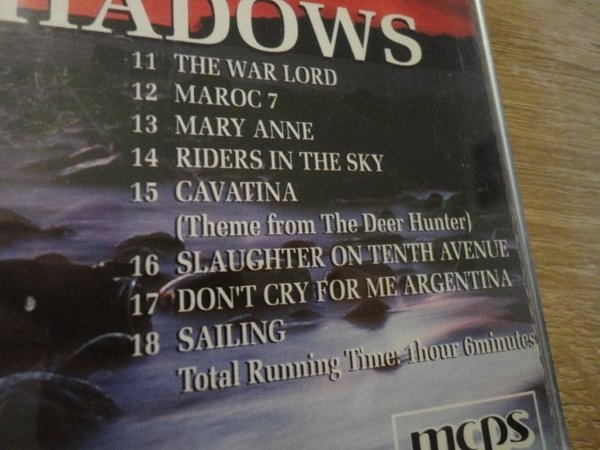 HADOWS
11 THE WAR LORD
12 MAROC 7
13 MARY ANNE
14 RIDERS IN THE SKY
15 CAVATINA
(Theme from The Deer Hunter)
16 SLAUGHTER ON TENTH AVENUE
17 DON'T CRY FOR ME ARGENTINA
18 SAILING
Total Running Time: 1hour 6minutes
mcps